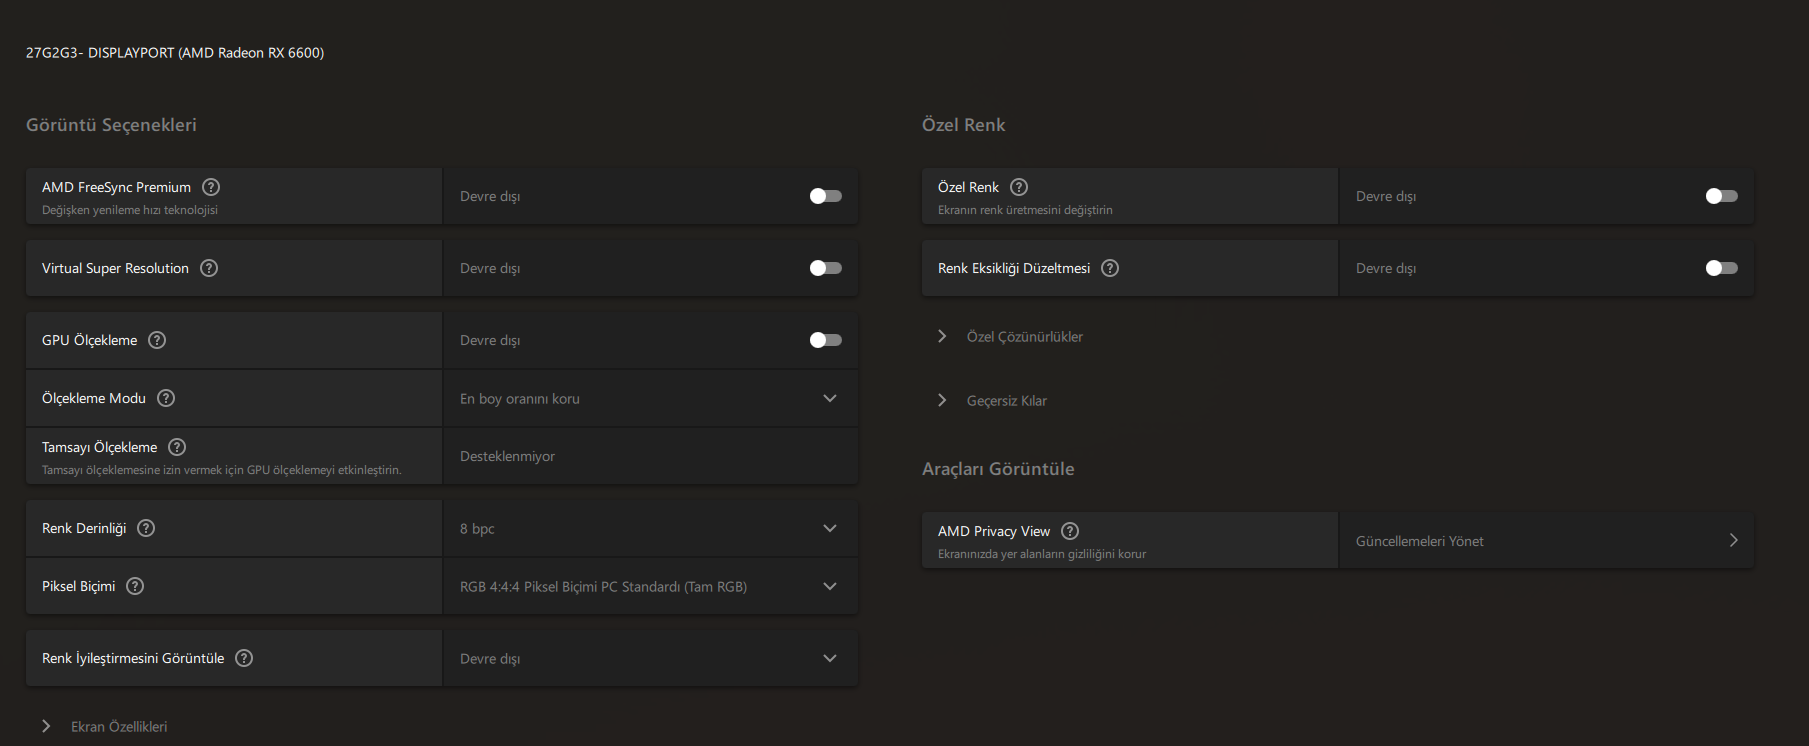 27G2G3- DISPLAYPORT (AMD Radeon RX 6600)
Görüntü Seçenekleri
AMD FreeSync Premium
Değişken yenileme hızı teknolojisi
Devre dışı
Virtual Super Resolution
Devre dışı
GPU Ölçekleme
Devre dışı
Ölçekleme Modu
En boy oranını koru
Tamsayı Ölçekleme
Tamsayı ölçeklemesine izin vermek için GPU ölçeklemeyi etkinleştirin.
Desteklenmiyor
Renk Derinliği
8 bpc
Piksel Biçimi
RGB 4:4:4 Piksel Biçimi PC Standardı (Tam RGB)
Renk İyileştirmesini Görüntüle
Devre dışı
Ekran Özellikleri
Özel Renk
Özel Renk
Ekranın renk üretmesini değiştirin
Devre dışı
Renk Eksikliği Düzeltmesi
Devre dışı
Özel Çözünürlükler
Geçersiz Kılar
Araçları Görüntüle
AMD Privacy View
Ekranınızda yer alanların gizliliğini korur
Güncellemeleri Yönet